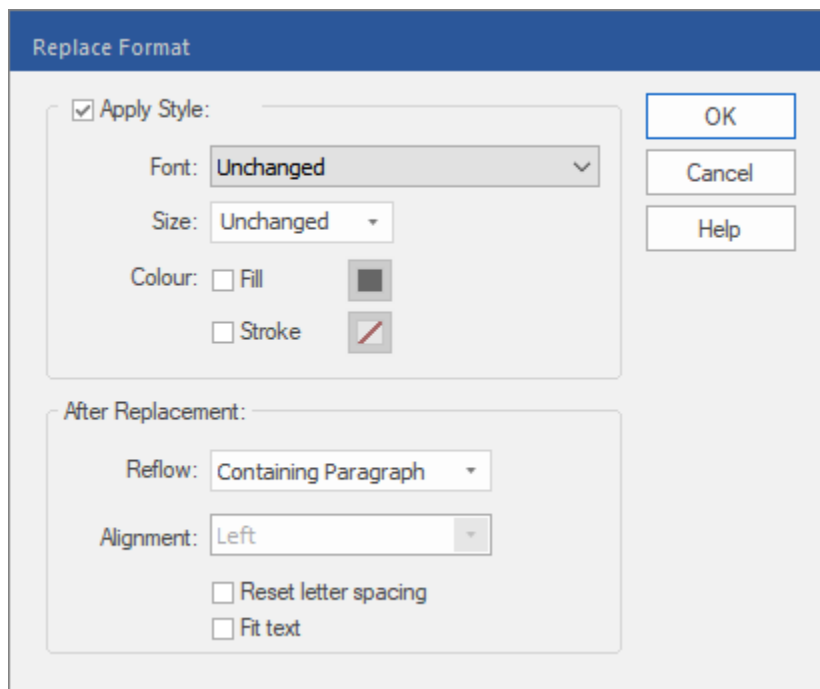 Replace Format
Apply Style:
OK
Font: Unchanged
Cancel
Size: Unchanged
Help
Colour: Fill
Stroke
After Replacement:
Reflow: Containing Paragraph
Alignment: Left
Reset letter spacing
Fit text